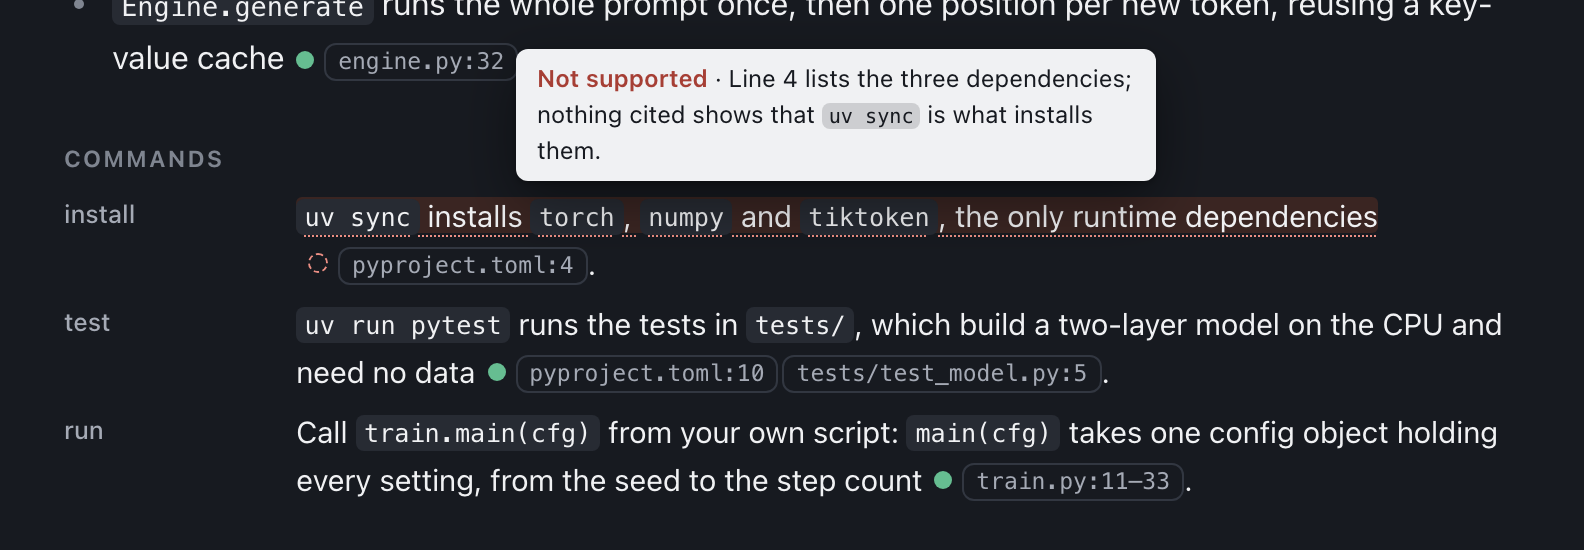 Engine.generate runs the whole prompt once, then one position per new token, reusing a key-
value cache engine.py:32
Not supported · Line 4 lists the three dependencies;
nothing cited shows that uv sync is what installs
them.
COMMANDS
install
uv sync installs torch, numpy and tiktoken, the only runtime dependencies
pyproject.toml:4.
test
uv run pytest runs the tests in tests/, which build a two-layer model on the CPU and
need no data pyproject.toml:10 tests/test_model.py:5.
run
Call train.main(cfg) from your own script: main(cfg) takes one config object holding
every setting, from the seed to the step count train.py:11–33.